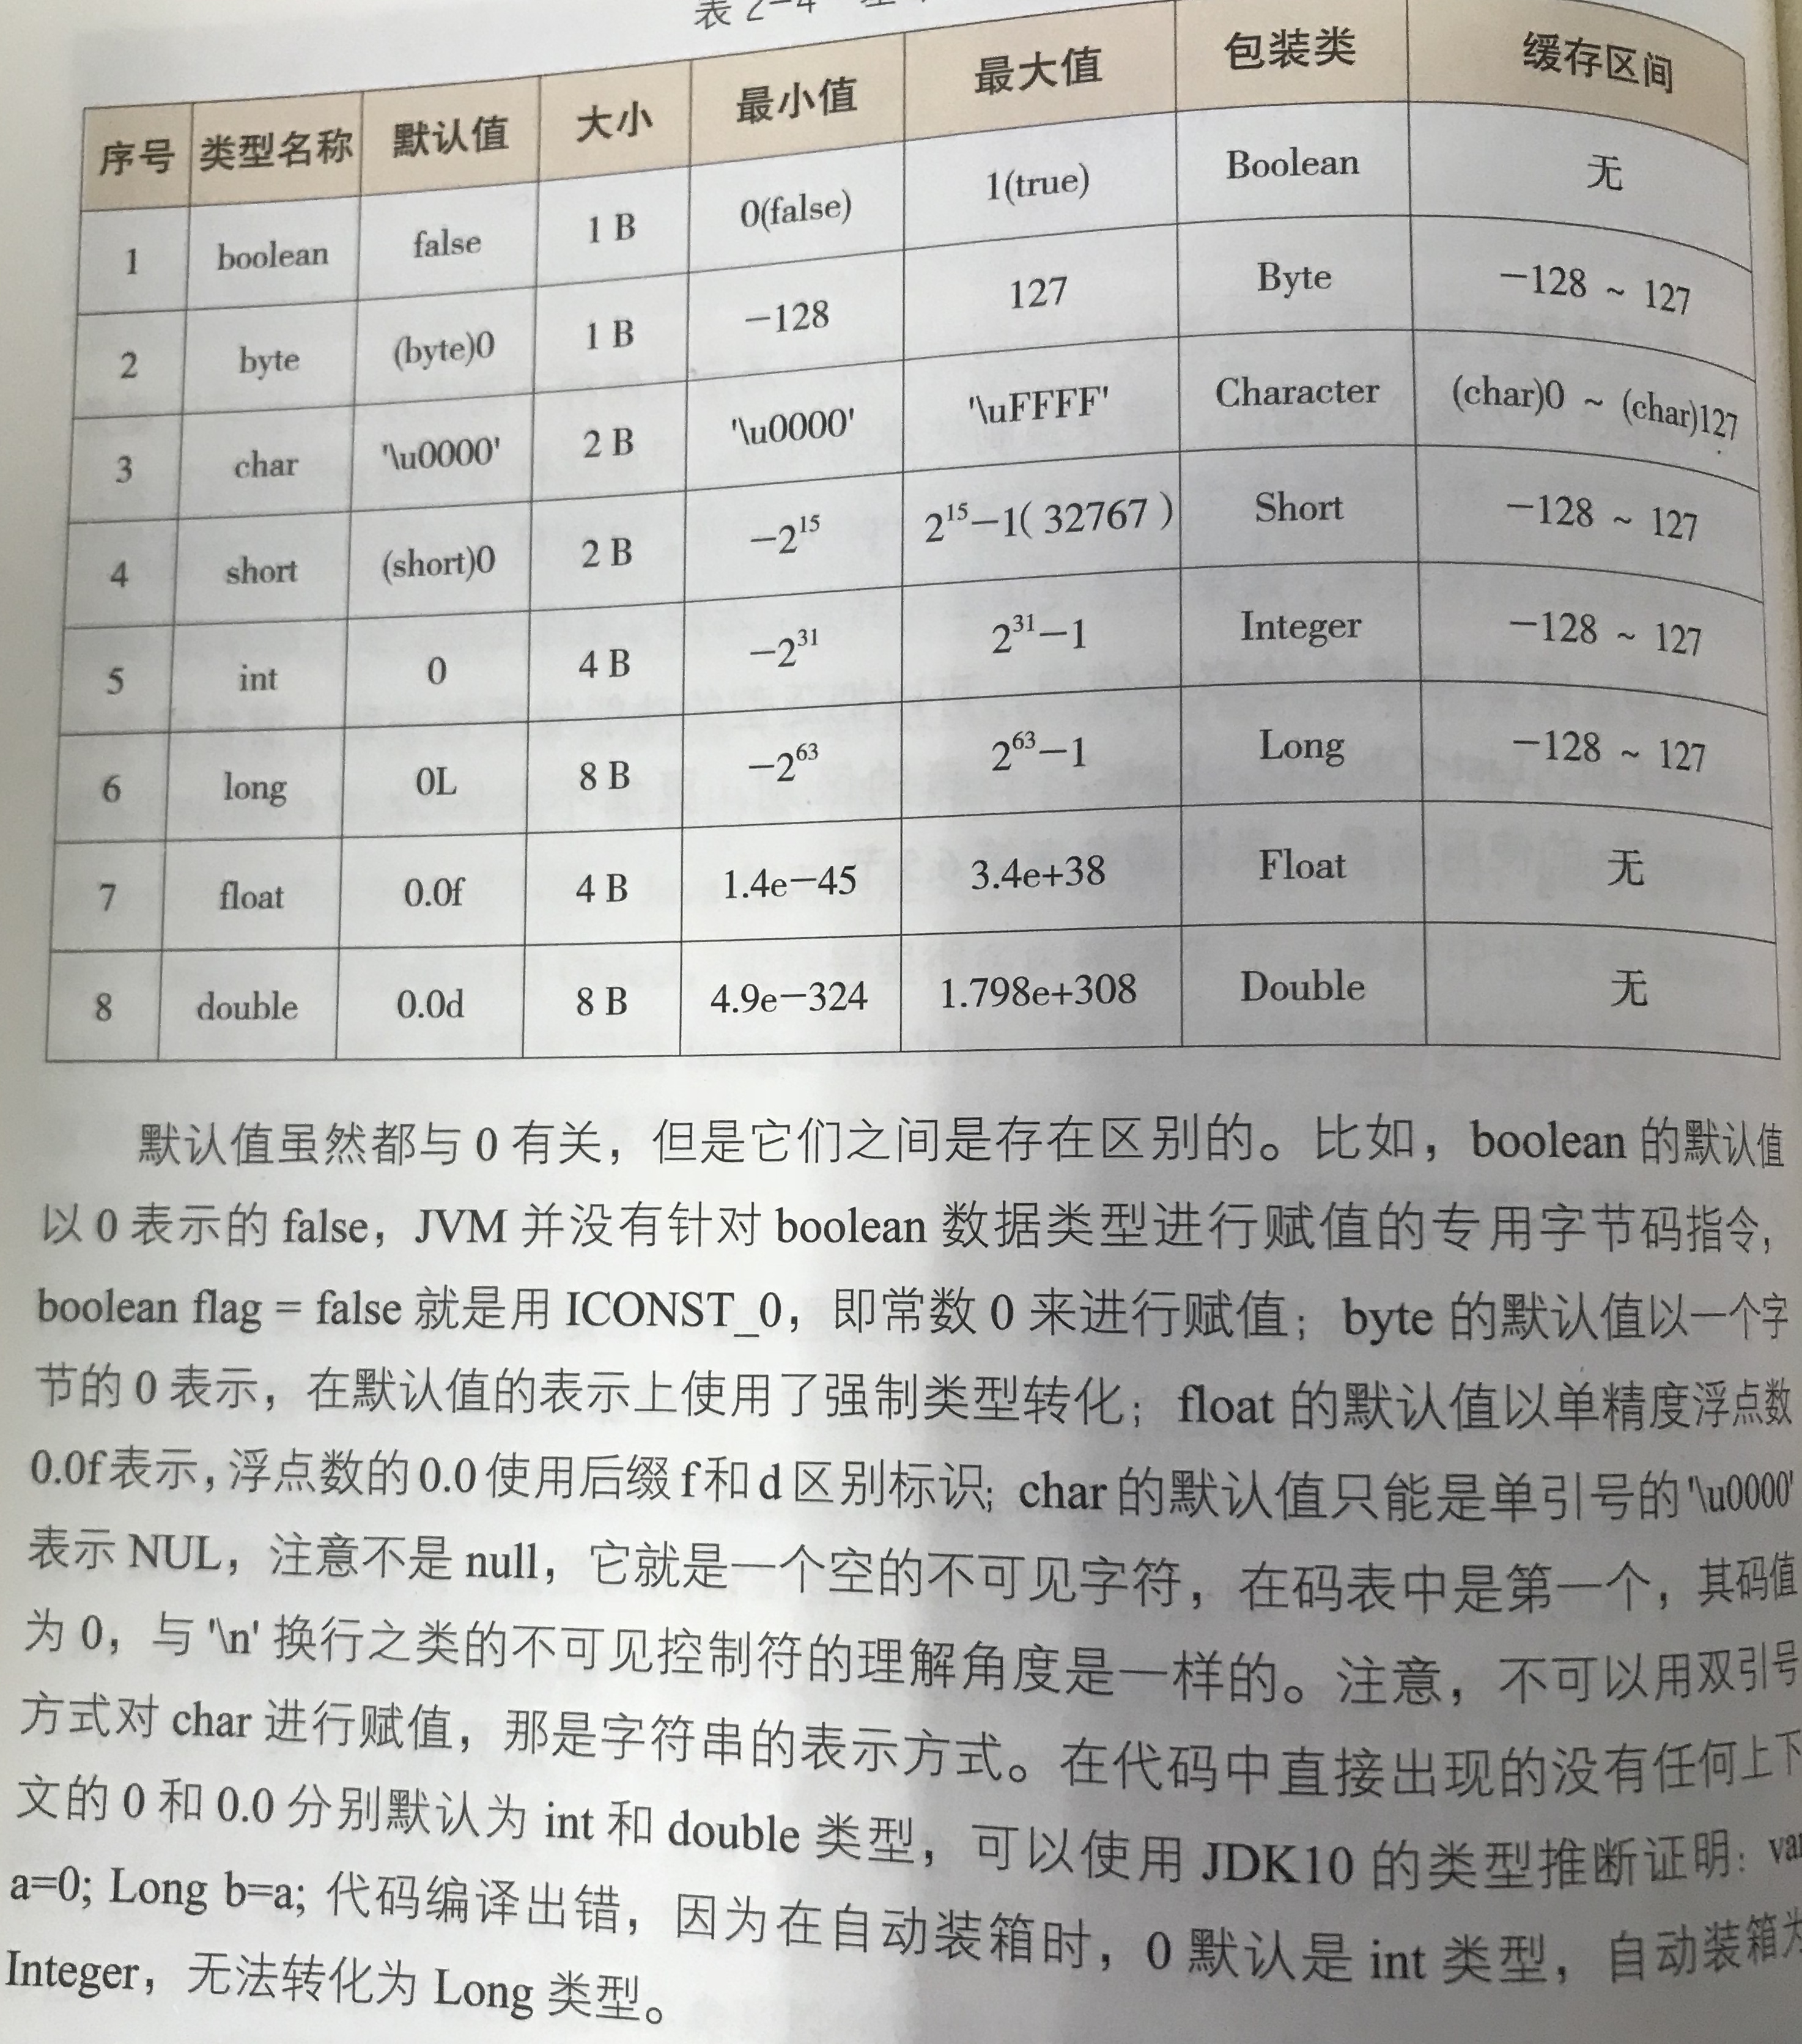 表 2-4
序号 类型名称 默认值 大小 最小值 最大值 包装类 缓存区间
1 boolean false 1 B 0(false) 1(true) Boolean 无
2 byte (byte)0 1 B −128 127 Byte −128 ~ 127
3 char '\u0000' 2 B '\u0000' '\uFFFF' Character (char)0 ~ (char)127
4 short (short)0 2 B −2¹⁵ 2¹⁵−1( 32767 ) Short −128 ~ 127
5 int 0 4 B −2³¹ 2³¹−1 Integer −128 ~ 127
6 long 0L 8 B −2⁶³ 2⁶³−1 Long −128 ~ 127
7 float 0.0f 4 B 1.4e−45 3.4e+38 Float 无
8 double 0.0d 8 B 4.9e−324 1.798e+308 Double 无
默认值虽然都与 0 有关，但是它们之间是存在区别的。比如，boolean 的默认值
以 0 表示的 false，JVM 并没有针对 boolean 数据类型进行赋值的专用字节码指令，
boolean flag = false 就是用 ICONST_0，即常数 0 来进行赋值；byte 的默认值以一个字
节的 0 表示，在默认值的表示上使用了强制类型转化；float 的默认值以单精度浮点数
0.0f 表示，浮点数的 0.0 使用后缀 f 和 d 区别标识；char 的默认值只能是单引号的 '\u0000'
表示 NUL，注意不是 null，它就是一个空的不可见字符，在码表中是第一个，其码值
为 0，与 '\n' 换行之类的不可见控制符的理解角度是一样的。注意，不可以用双引号
方式对 char 进行赋值，那是字符串的表示方式。在代码中直接出现的没有任何上下
文的 0 和 0.0 分别默认为 int 和 double 类型，可以使用 JDK10 的类型推断证明：var
a=0; Long b=a; 代码编译出错，因为在自动装箱时，0 默认是 int 类型，自动装箱为
Integer，无法转化为 Long 类型。